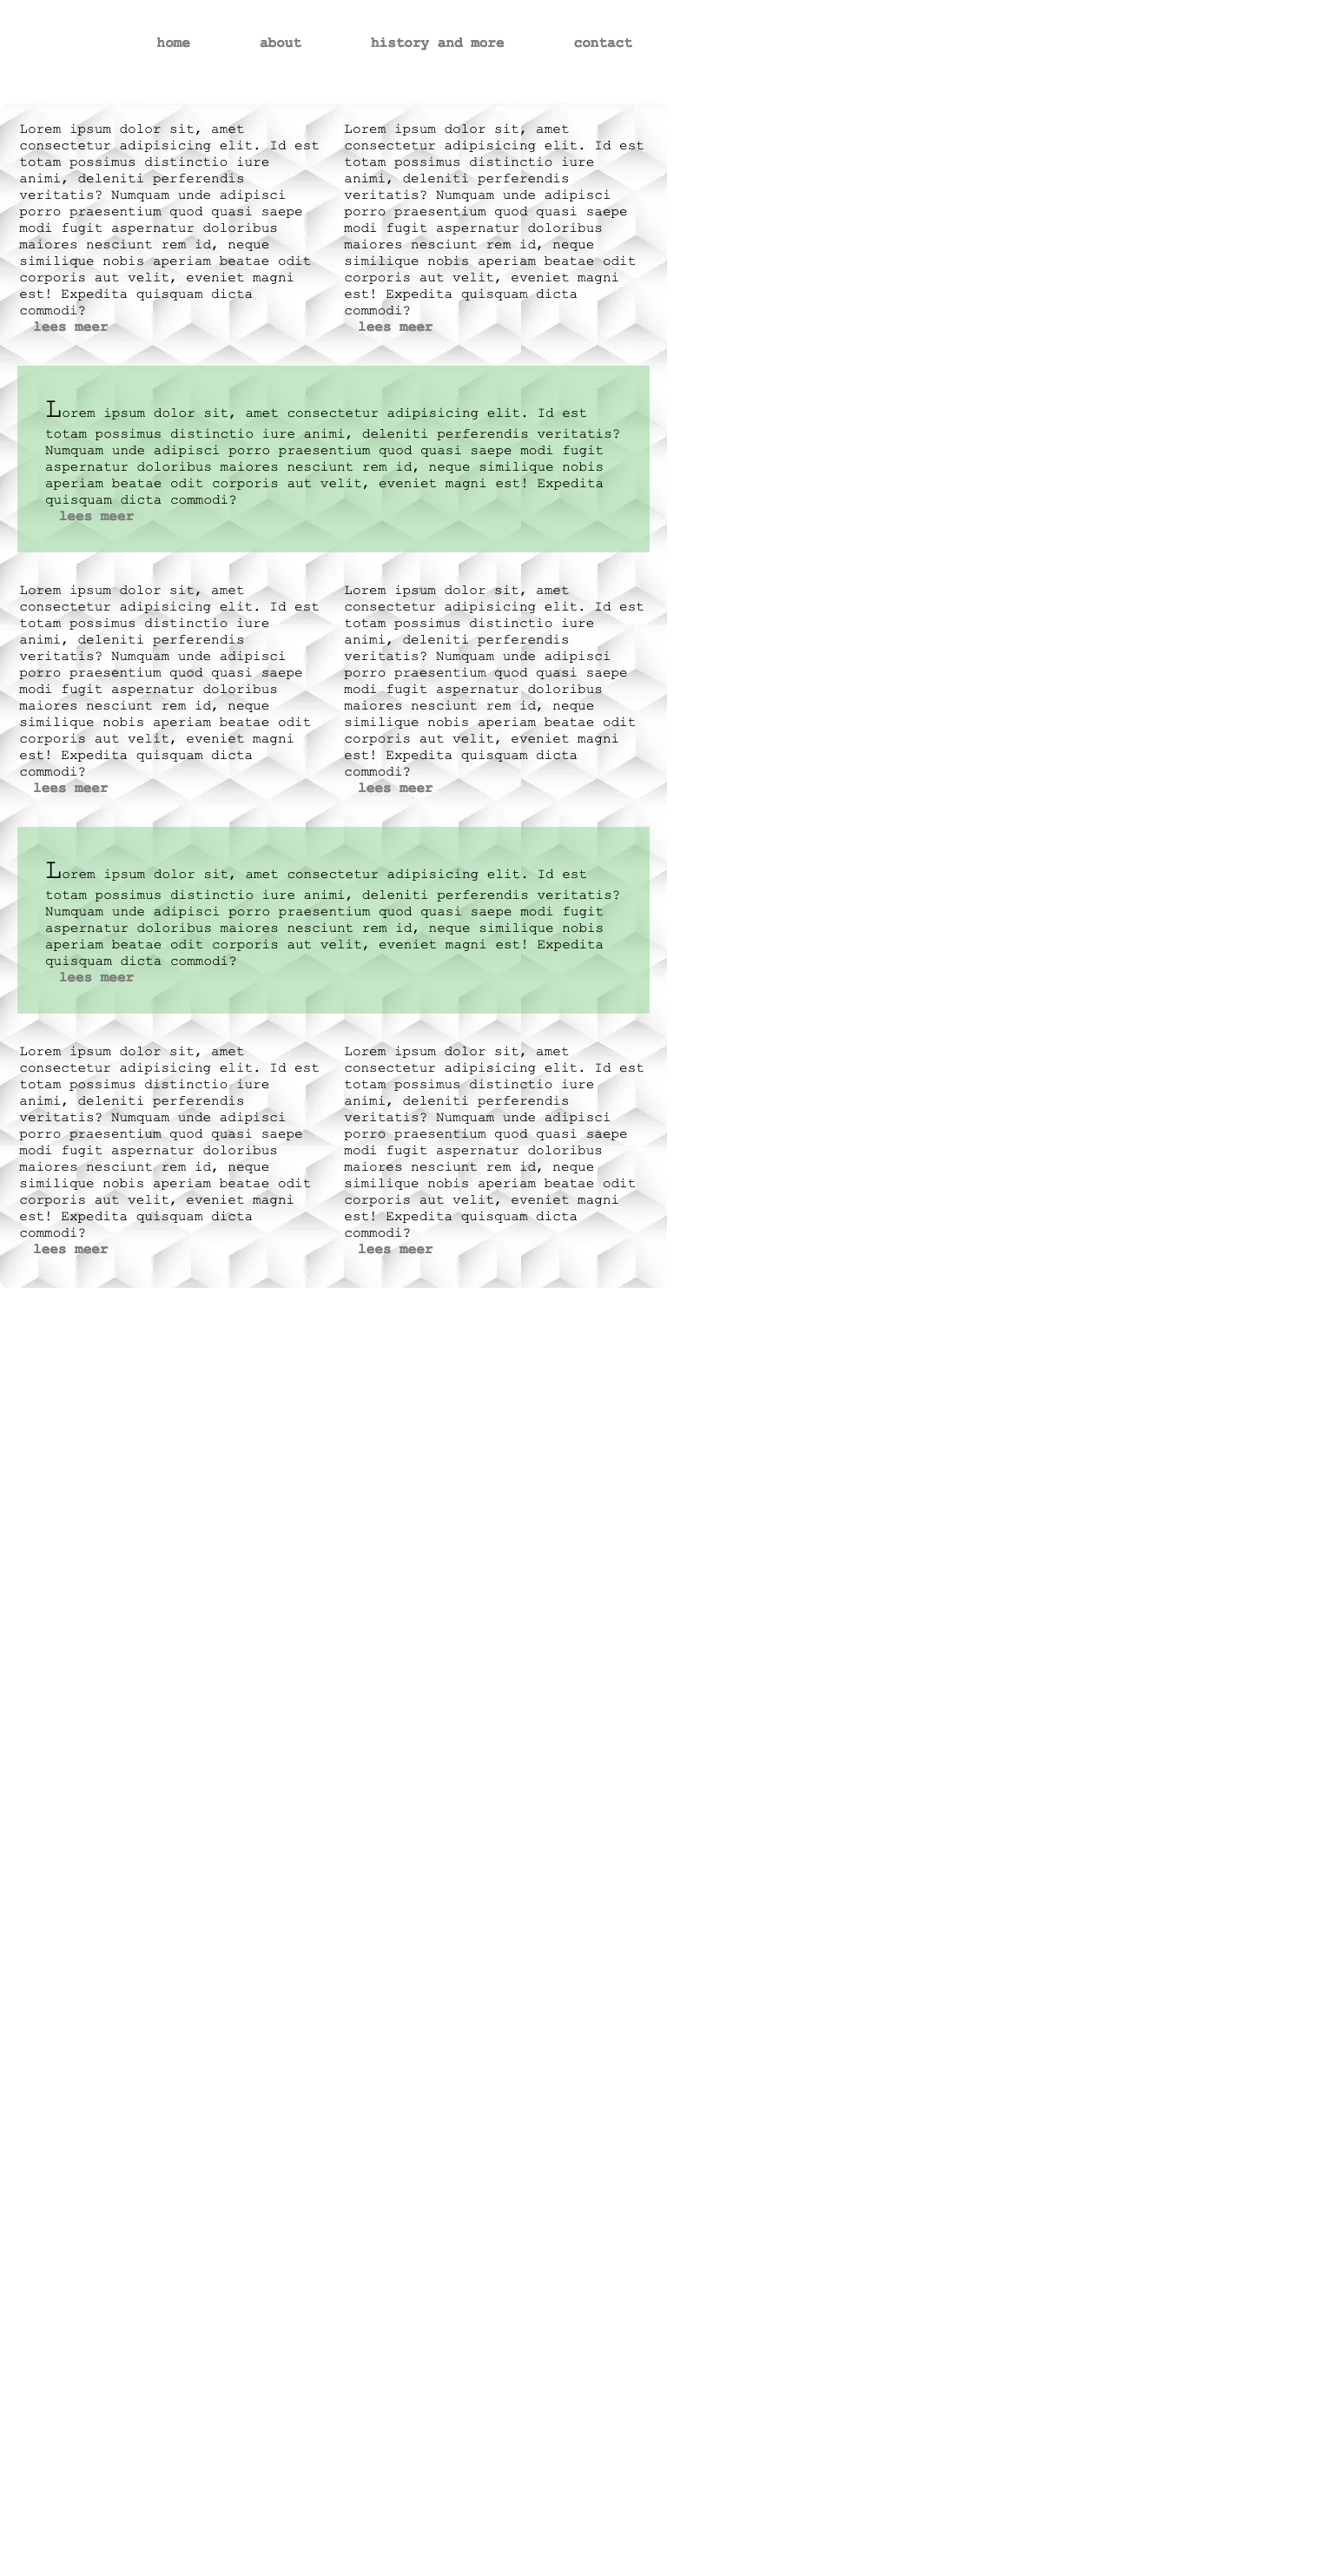 home about history and more contact
Lorem ipsum dolor sit, amet
consectetur adipisicing elit. Id est
totam possimus distinctio iure
animi, deleniti perferendis
veritatis? Numquam unde adipisci
porro praesentium quod quasi saepe
modi fugit aspernatur doloribus
maiores nesciunt rem id, neque
similique nobis aperiam beatae odit
corporis aut velit, eveniet magni
est! Expedita quisquam dicta
commodi?
lees meer
Lorem ipsum dolor sit, amet
consectetur adipisicing elit. Id est
totam possimus distinctio iure
animi, deleniti perferendis
veritatis? Numquam unde adipisci
porro praesentium quod quasi saepe
modi fugit aspernatur doloribus
maiores nesciunt rem id, neque
similique nobis aperiam beatae odit
corporis aut velit, eveniet magni
est! Expedita quisquam dicta
commodi?
lees meer
Lorem ipsum dolor sit, amet consectetur adipisicing elit. Id est
totam possimus distinctio iure animi, deleniti perferendis veritatis?
Numquam unde adipisci porro praesentium quod quasi saepe modi fugit
aspernatur doloribus maiores nesciunt rem id, neque similique nobis
aperiam beatae odit corporis aut velit, eveniet magni est! Expedita
quisquam dicta commodi?
lees meer
Lorem ipsum dolor sit, amet
consectetur adipisicing elit. Id est
totam possimus distinctio iure
animi, deleniti perferendis
veritatis? Numquam unde adipisci
porro praesentium quod quasi saepe
modi fugit aspernatur doloribus
maiores nesciunt rem id, neque
similique nobis aperiam beatae odit
corporis aut velit, eveniet magni
est! Expedita quisquam dicta
commodi?
lees meer
Lorem ipsum dolor sit, amet
consectetur adipisicing elit. Id est
totam possimus distinctio iure
animi, deleniti perferendis
veritatis? Numquam unde adipisci
porro praesentium quod quasi saepe
modi fugit aspernatur doloribus
maiores nesciunt rem id, neque
similique nobis aperiam beatae odit
corporis aut velit, eveniet magni
est! Expedita quisquam dicta
commodi?
lees meer
Lorem ipsum dolor sit, amet consectetur adipisicing elit. Id est
totam possimus distinctio iure animi, deleniti perferendis veritatis?
Numquam unde adipisci porro praesentium quod quasi saepe modi fugit
aspernatur doloribus maiores nesciunt rem id, neque similique nobis
aperiam beatae odit corporis aut velit, eveniet magni est! Expedita
quisquam dicta commodi?
lees meer
Lorem ipsum dolor sit, amet
consectetur adipisicing elit. Id est
totam possimus distinctio iure
animi, deleniti perferendis
veritatis? Numquam unde adipisci
porro praesentium quod quasi saepe
modi fugit aspernatur doloribus
maiores nesciunt rem id, neque
similique nobis aperiam beatae odit
corporis aut velit, eveniet magni
est! Expedita quisquam dicta
commodi?
lees meer
Lorem ipsum dolor sit, amet
consectetur adipisicing elit. Id est
totam possimus distinctio iure
animi, deleniti perferendis
veritatis? Numquam unde adipisci
porro praesentium quod quasi saepe
modi fugit aspernatur doloribus
maiores nesciunt rem id, neque
similique nobis aperiam beatae odit
corporis aut velit, eveniet magni
est! Expedita quisquam dicta
commodi?
lees meer